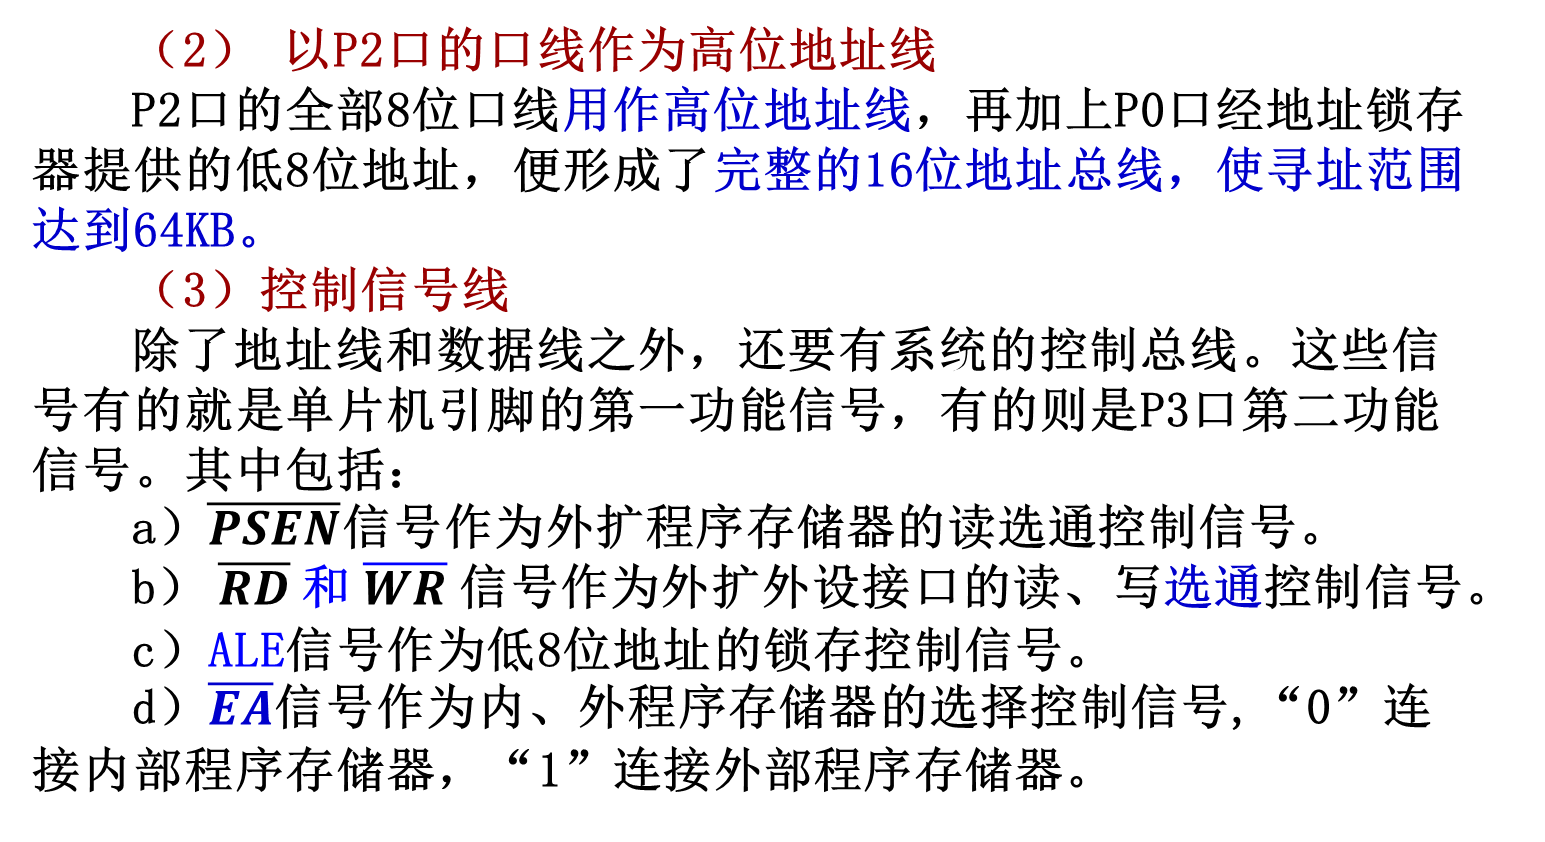 （2） 以P2口的口线作为高位地址线
P2口的全部8位口线用作高位地址线，再加上P0口经地址锁存
器提供的低8位地址，便形成了完整的16位地址总线，使寻址范围
达到64KB。
（3）控制信号线
除了地址线和数据线之外，还要有系统的控制总线。这些信
号有的就是单片机引脚的第一功能信号，有的则是P3口第二功能
信号。其中包括：
a）P̅S̅E̅N̅信号作为外扩程序存储器的读选通控制信号。
b） R̅D̅ 和 W̅R̅ 信号作为外扩外设接口的读、写选通控制信号。
c）ALE信号作为低8位地址的锁存控制信号。
d）E̅A̅信号作为内、外程序存储器的选择控制信号,“0”连
接内部程序存储器，“1”连接外部程序存储器。